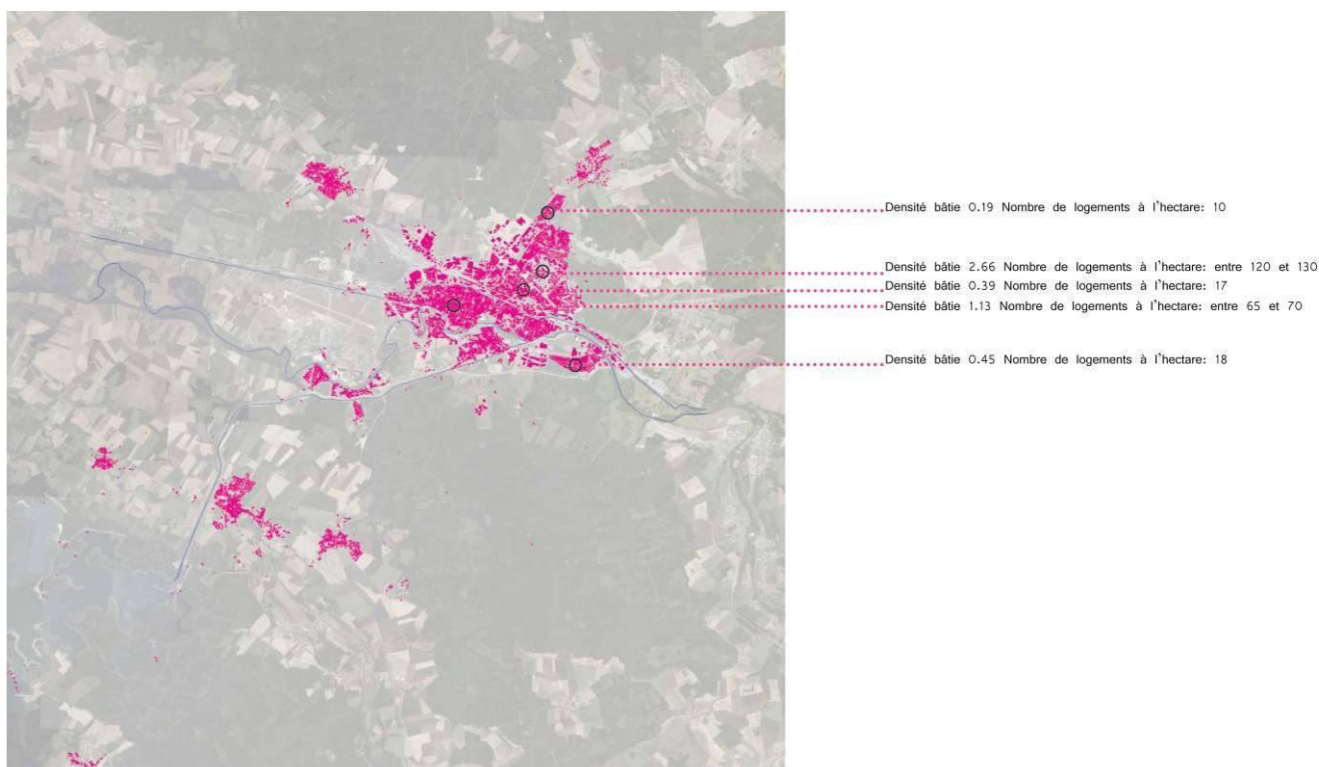 Densité bâtie 0.19 Nombre de logements à l'hectare: 10
Densité bâtie 2.66 Nombre de logements à l'hectare: entre 120 et 130
Densité bâtie 0.39 Nombre de logements à l'hectare: 17
Densité bâtie 1.13 Nombre de logements à l'hectare: entre 65 et 70
Densité bâtie 0.45 Nombre de logements à l'hectare: 18